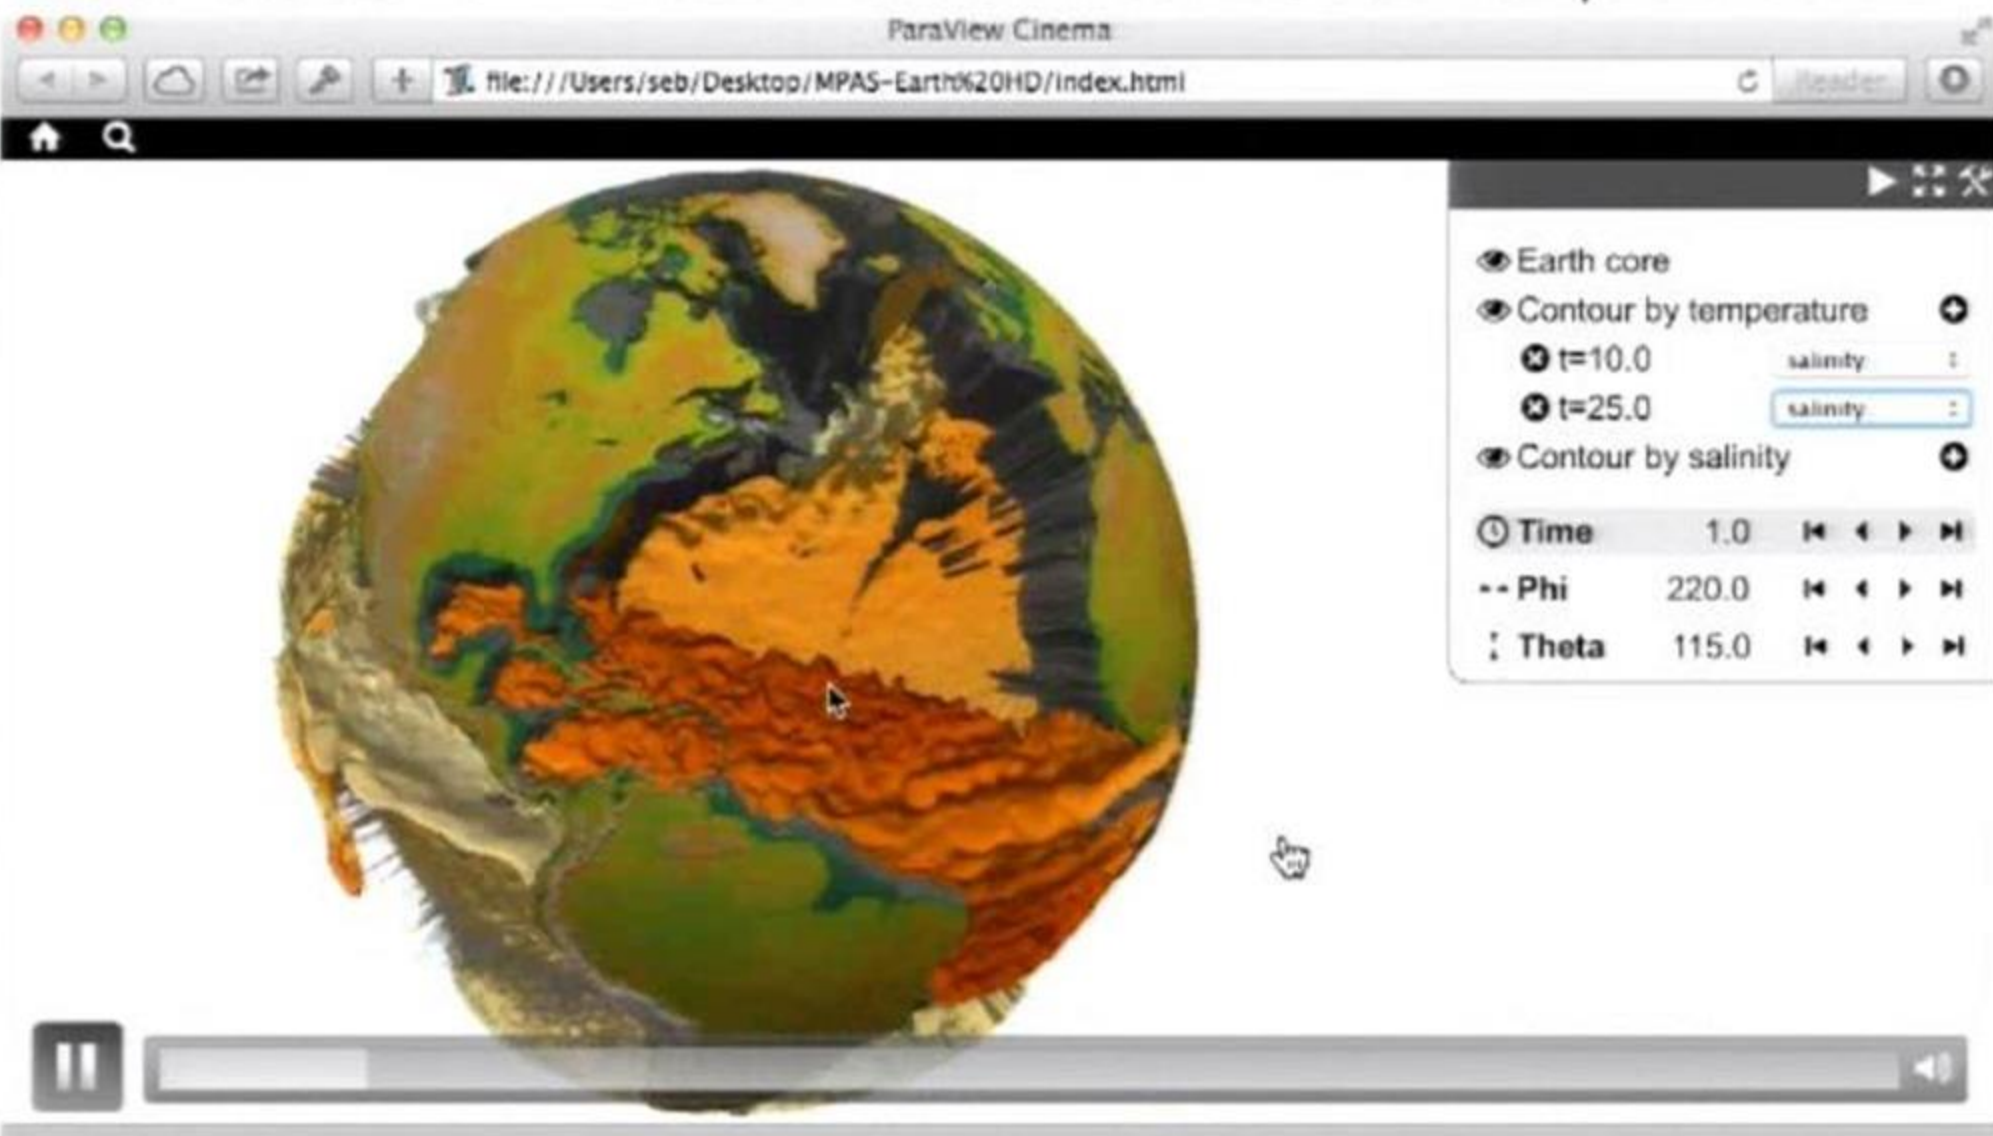 ParaView Cinema
file:///Users/seb/Desktop/MPAS-Earth%20HD/index.html
Reader
Earth core
Contour by temperature
t=10.0 salinity
t=25.0 salinity
Contour by salinity
Time 1.0
Phi 220.0
Theta 115.0